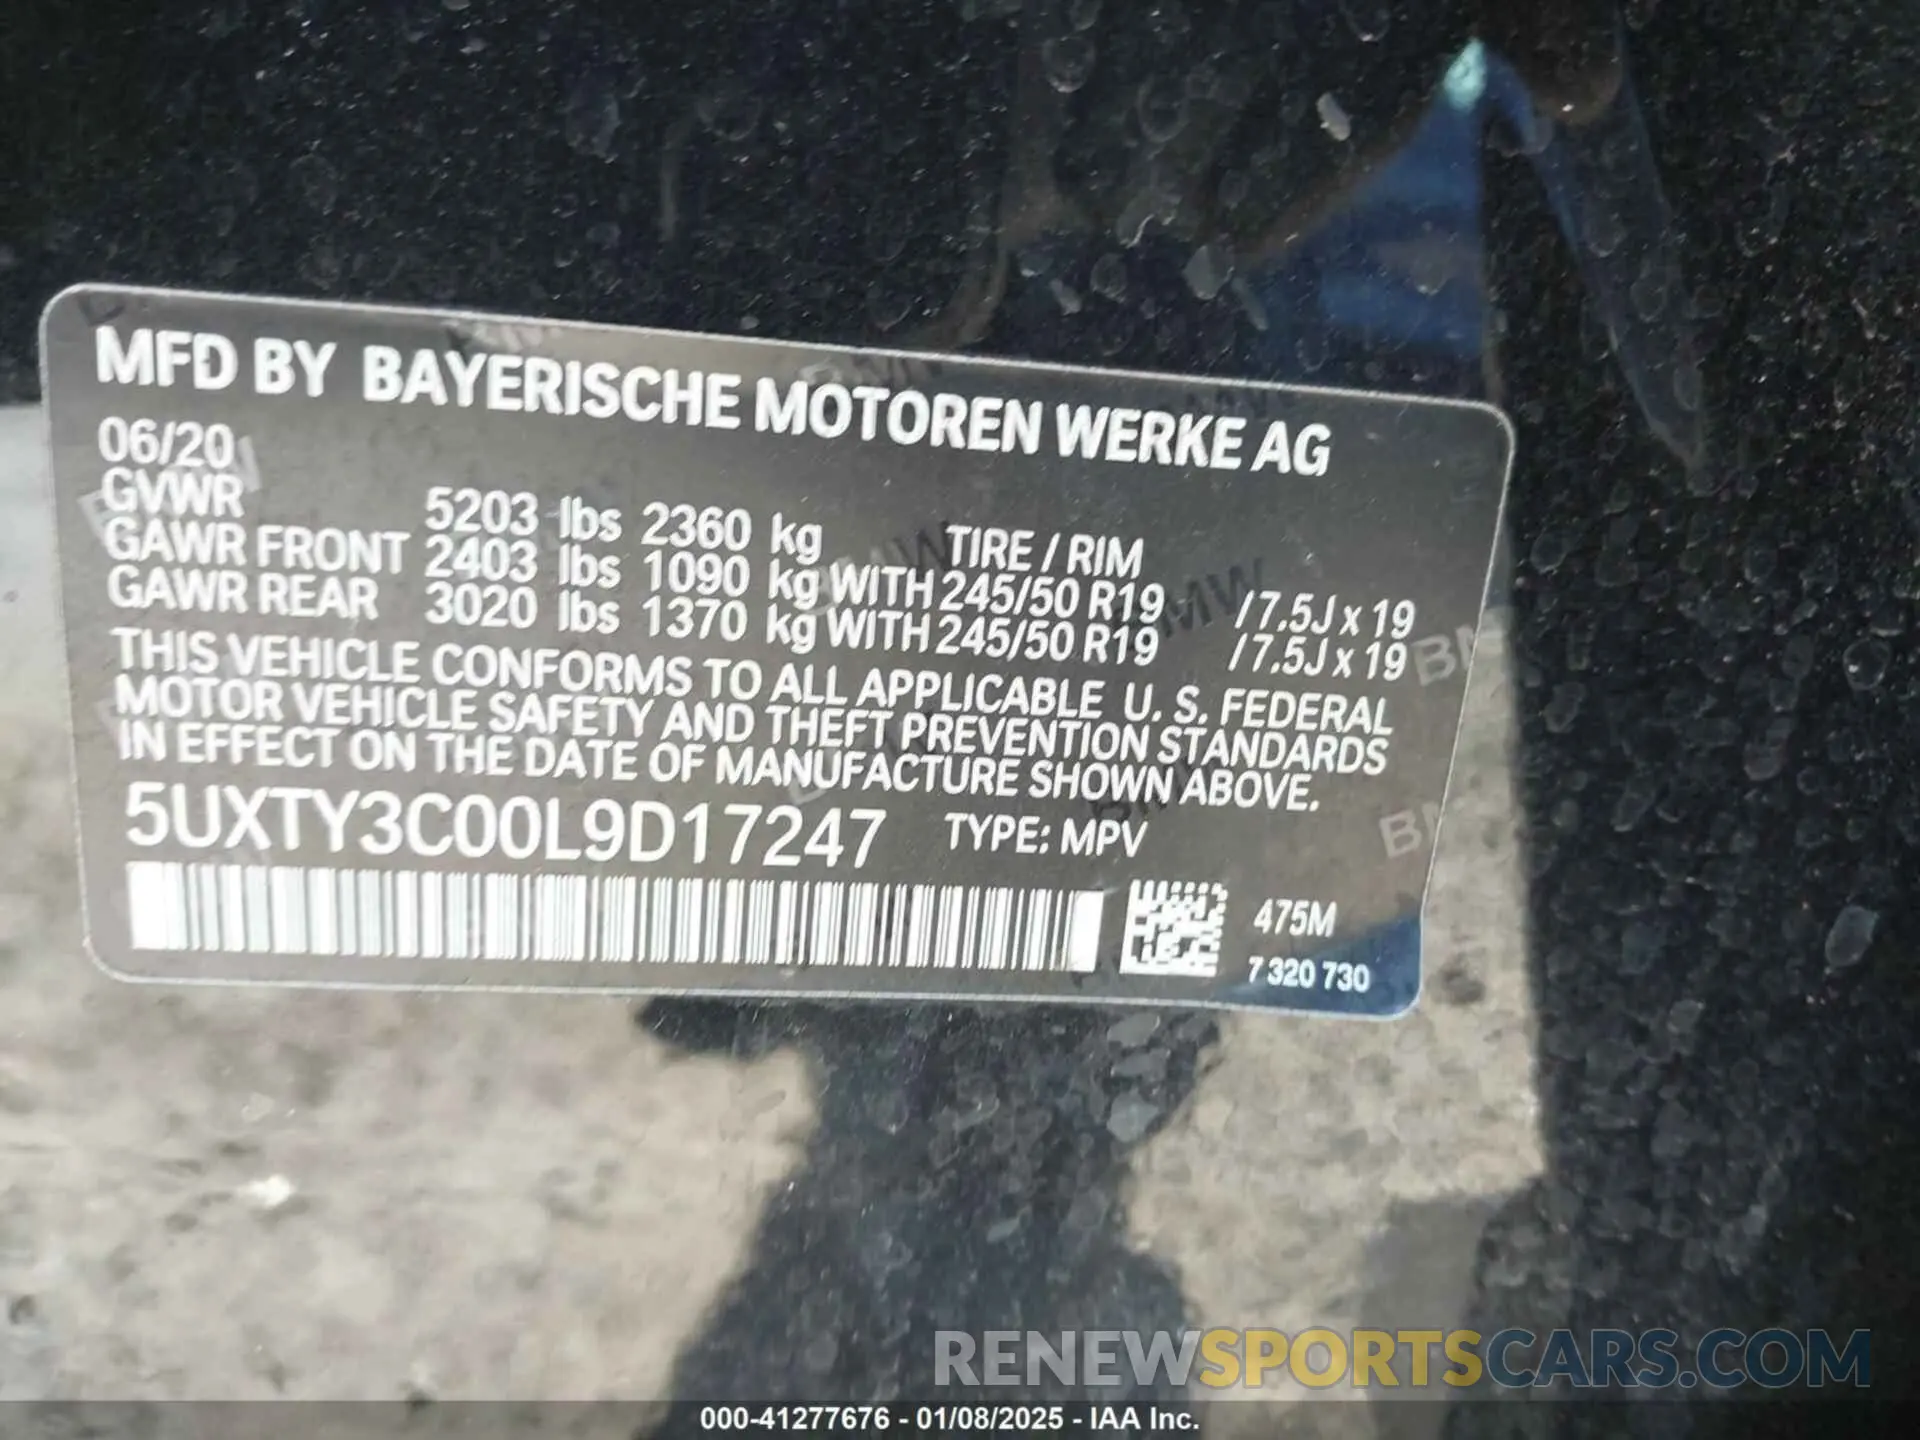 MFD BY BAYERISCHE MOTOREN WERKE AG
06/20
GVWR 5203 lbs 2360 kg TIRE / RIM
GAWR FRONT 2403 lbs 1090 kg WITH 245/50 R19 /7.5J x 19
GAWR REAR 3020 lbs 1370 kg WITH 245/50 R19 /7.5J x 19
THIS VEHICLE CONFORMS TO ALL APPLICABLE U. S. FEDERAL
MOTOR VEHICLE SAFETY AND THEFT PREVENTION STANDARDS
IN EFFECT ON THE DATE OF MANUFACTURE SHOWN ABOVE.
5UXTY3C00L9D17247 TYPE: MPV
475M
7 320 730
RENEWSPORTSCARS.COM
000-41277676 - 01/08/2025 - IAA Inc.